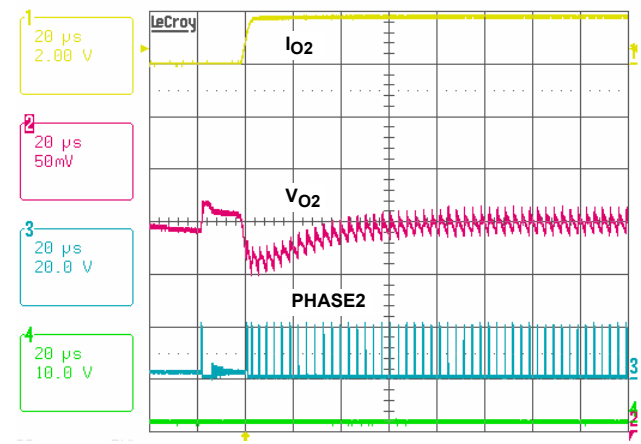 1
20 µs
2.00 V
LeCroy
IO2
1
2
20 µs
50mV
VO2
3
20 µs
20.0 V
PHASE2
3
4
20 µs
10.0 V
4
2